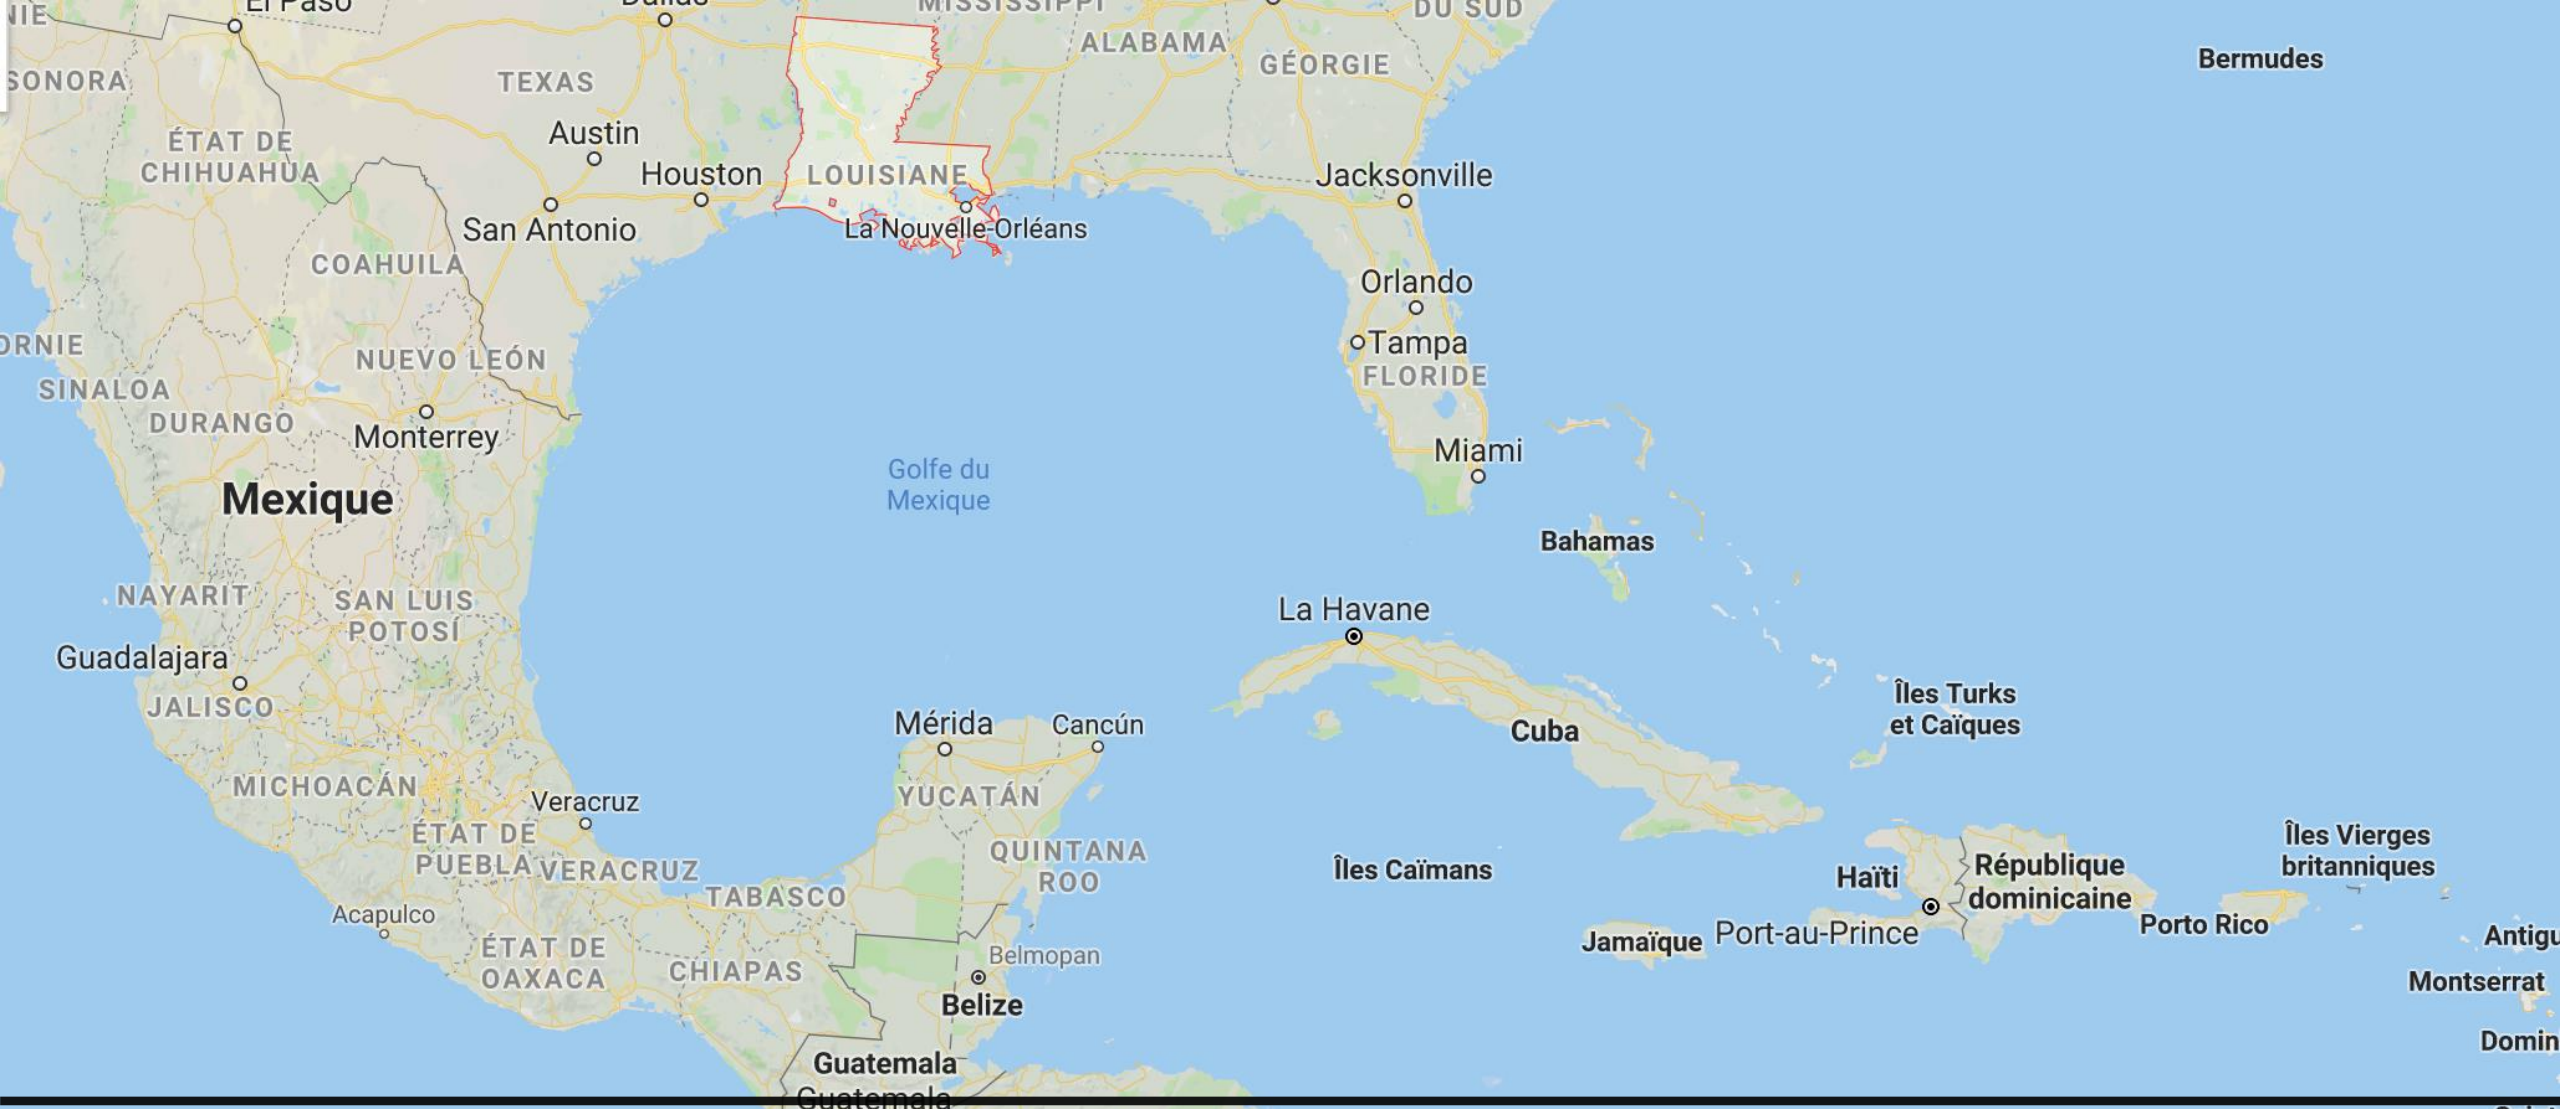 NIE
El Paso
Dallas
MISSISSIPPI
DU SUD
SONORA
TEXAS
ALABAMA
GÉORGIE
Bermudes
ÉTAT DE
CHIHUAHUA
Austin
Houston
LOUISIANE
Jacksonville
San Antonio
La Nouvelle-Orléans
COAHUILA
Orlando
ORNIE
NUEVO LEÓN
Tampa
FLORIDE
SINALOA
DURANGO
Monterrey
Miami
Golfe du
Mexique
Mexique
Bahamas
NAYARIT
SAN LUIS
POTOSÍ
La Havane
Guadalajara
JALISCO
Îles Turks
et Caïques
Mérida
Cancún
Cuba
MICHOACÁN
YUCATÁN
Veracruz
ÉTAT DE
PUEBLA
VERACRUZ
QUINTANA
ROO
Îles Caïmans
Îles Vierges
britanniques
Haïti
République
dominicaine
TABASCO
Acapulco
Porto Rico
Jamaïque
Port-au-Prince
Antigu
ÉTAT DE
OAXACA
CHIAPAS
Belmopan
Montserrat
Belize
Domin
Guatemala
Guatemala